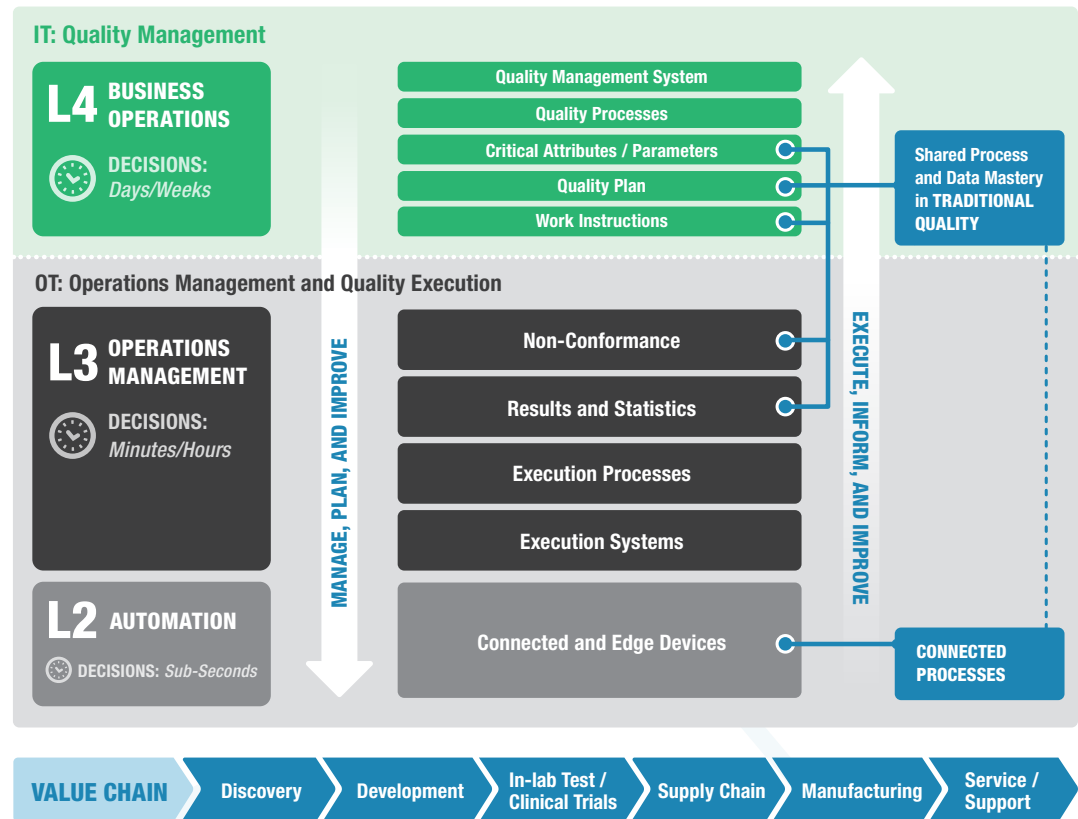 IT: Quality Management
L4 BUSINESS
OPERATIONS
DECISIONS:
Days/Weeks
Quality Management System
Quality Processes
Critical Attributes / Parameters
Quality Plan
Work Instructions
Shared Process
and Data Mastery
in TRADITIONAL
QUALITY
OT: Operations Management and Quality Execution
L3 OPERATIONS
MANAGEMENT
DECISIONS:
Minutes/Hours
MANAGE, PLAN, AND IMPROVE
Non-Conformance
Results and Statistics
Execution Processes
Execution Systems
EXECUTE, INFORM, AND IMPROVE
L2 AUTOMATION
DECISIONS: Sub-Seconds
Connected and Edge Devices
CONNECTED
PROCESSES
VALUE CHAIN
Discovery
Development
In-lab Test /
Clinical Trials
Supply Chain
Manufacturing
Service /
Support